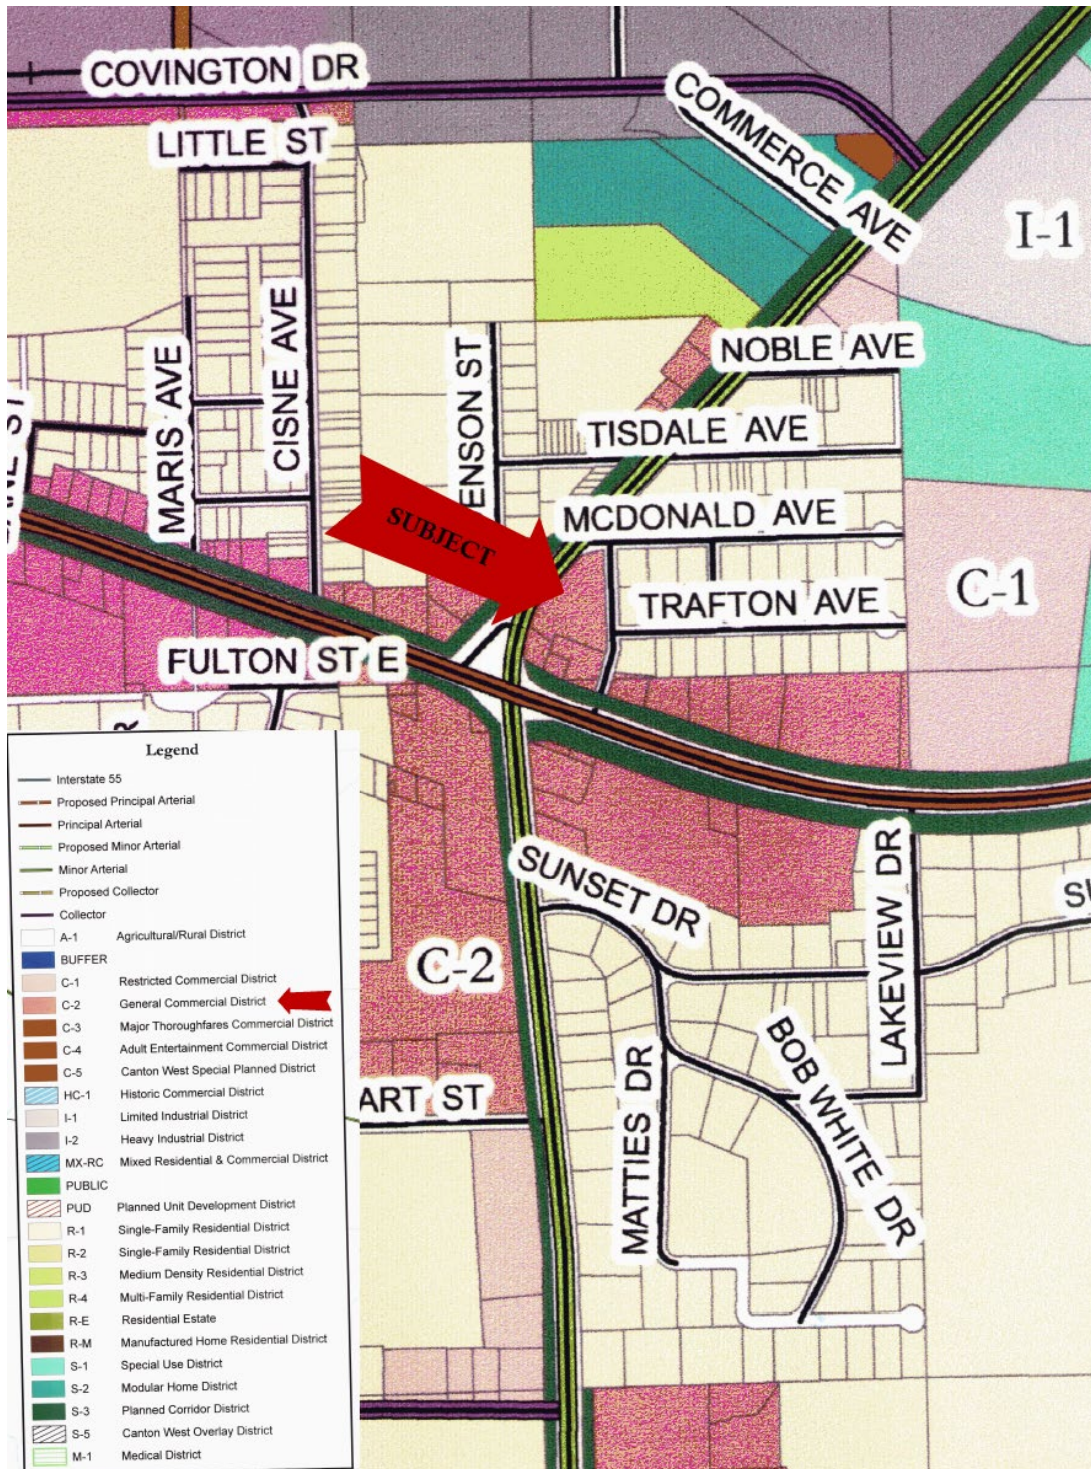 COVINGTON DR
COMMERCE AVE
LITTLE ST
I-1
CISNE AVE
MARIS AVE
ENSON ST
NOBLE AVE
TISDALE AVE
SUBJECT
MCDONALD AVE
C-1
TRAFTON AVE
FULTON ST E
SUNSET DR
LAKEVIEW DR
C-2
BOB WHITE DR
MATTIES DR
ART ST
Legend
Interstate 55
Proposed Principal Arterial
Principal Arterial
Proposed Minor Arterial
Minor Arterial
Proposed Collector
Collector
A-1 Agricultural/Rural District
BUFFER
C-1 Restricted Commercial District
C-2 General Commercial District
C-3 Major Thoroughfares Commercial District
C-4 Adult Entertainment Commercial District
C-5 Canton West Special Planned District
HC-1 Historic Commercial District
I-1 Limited Industrial District
I-2 Heavy Industrial District
MX-RC Mixed Residential & Commercial District
PUBLIC
PUD Planned Unit Development District
R-1 Single-Family Residential District
R-2 Single-Family Residential District
R-3 Medium Density Residential District
R-4 Multi-Family Residential District
R-E Residential Estate
R-M Manufactured Home Residential District
S-1 Special Use District
S-2 Modular Home District
S-3 Planned Corridor District
S-5 Canton West Overlay District
M-1 Medical District